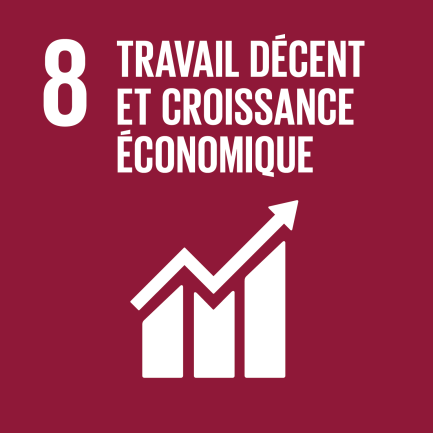 8 TRAVAIL DÉCENT
ET CROISSANCE
ÉCONOMIQUE